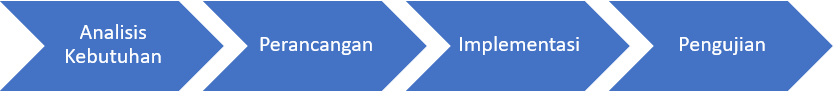 Analisis
Kebutuhan
Perancangan
Implementasi
Pengujian